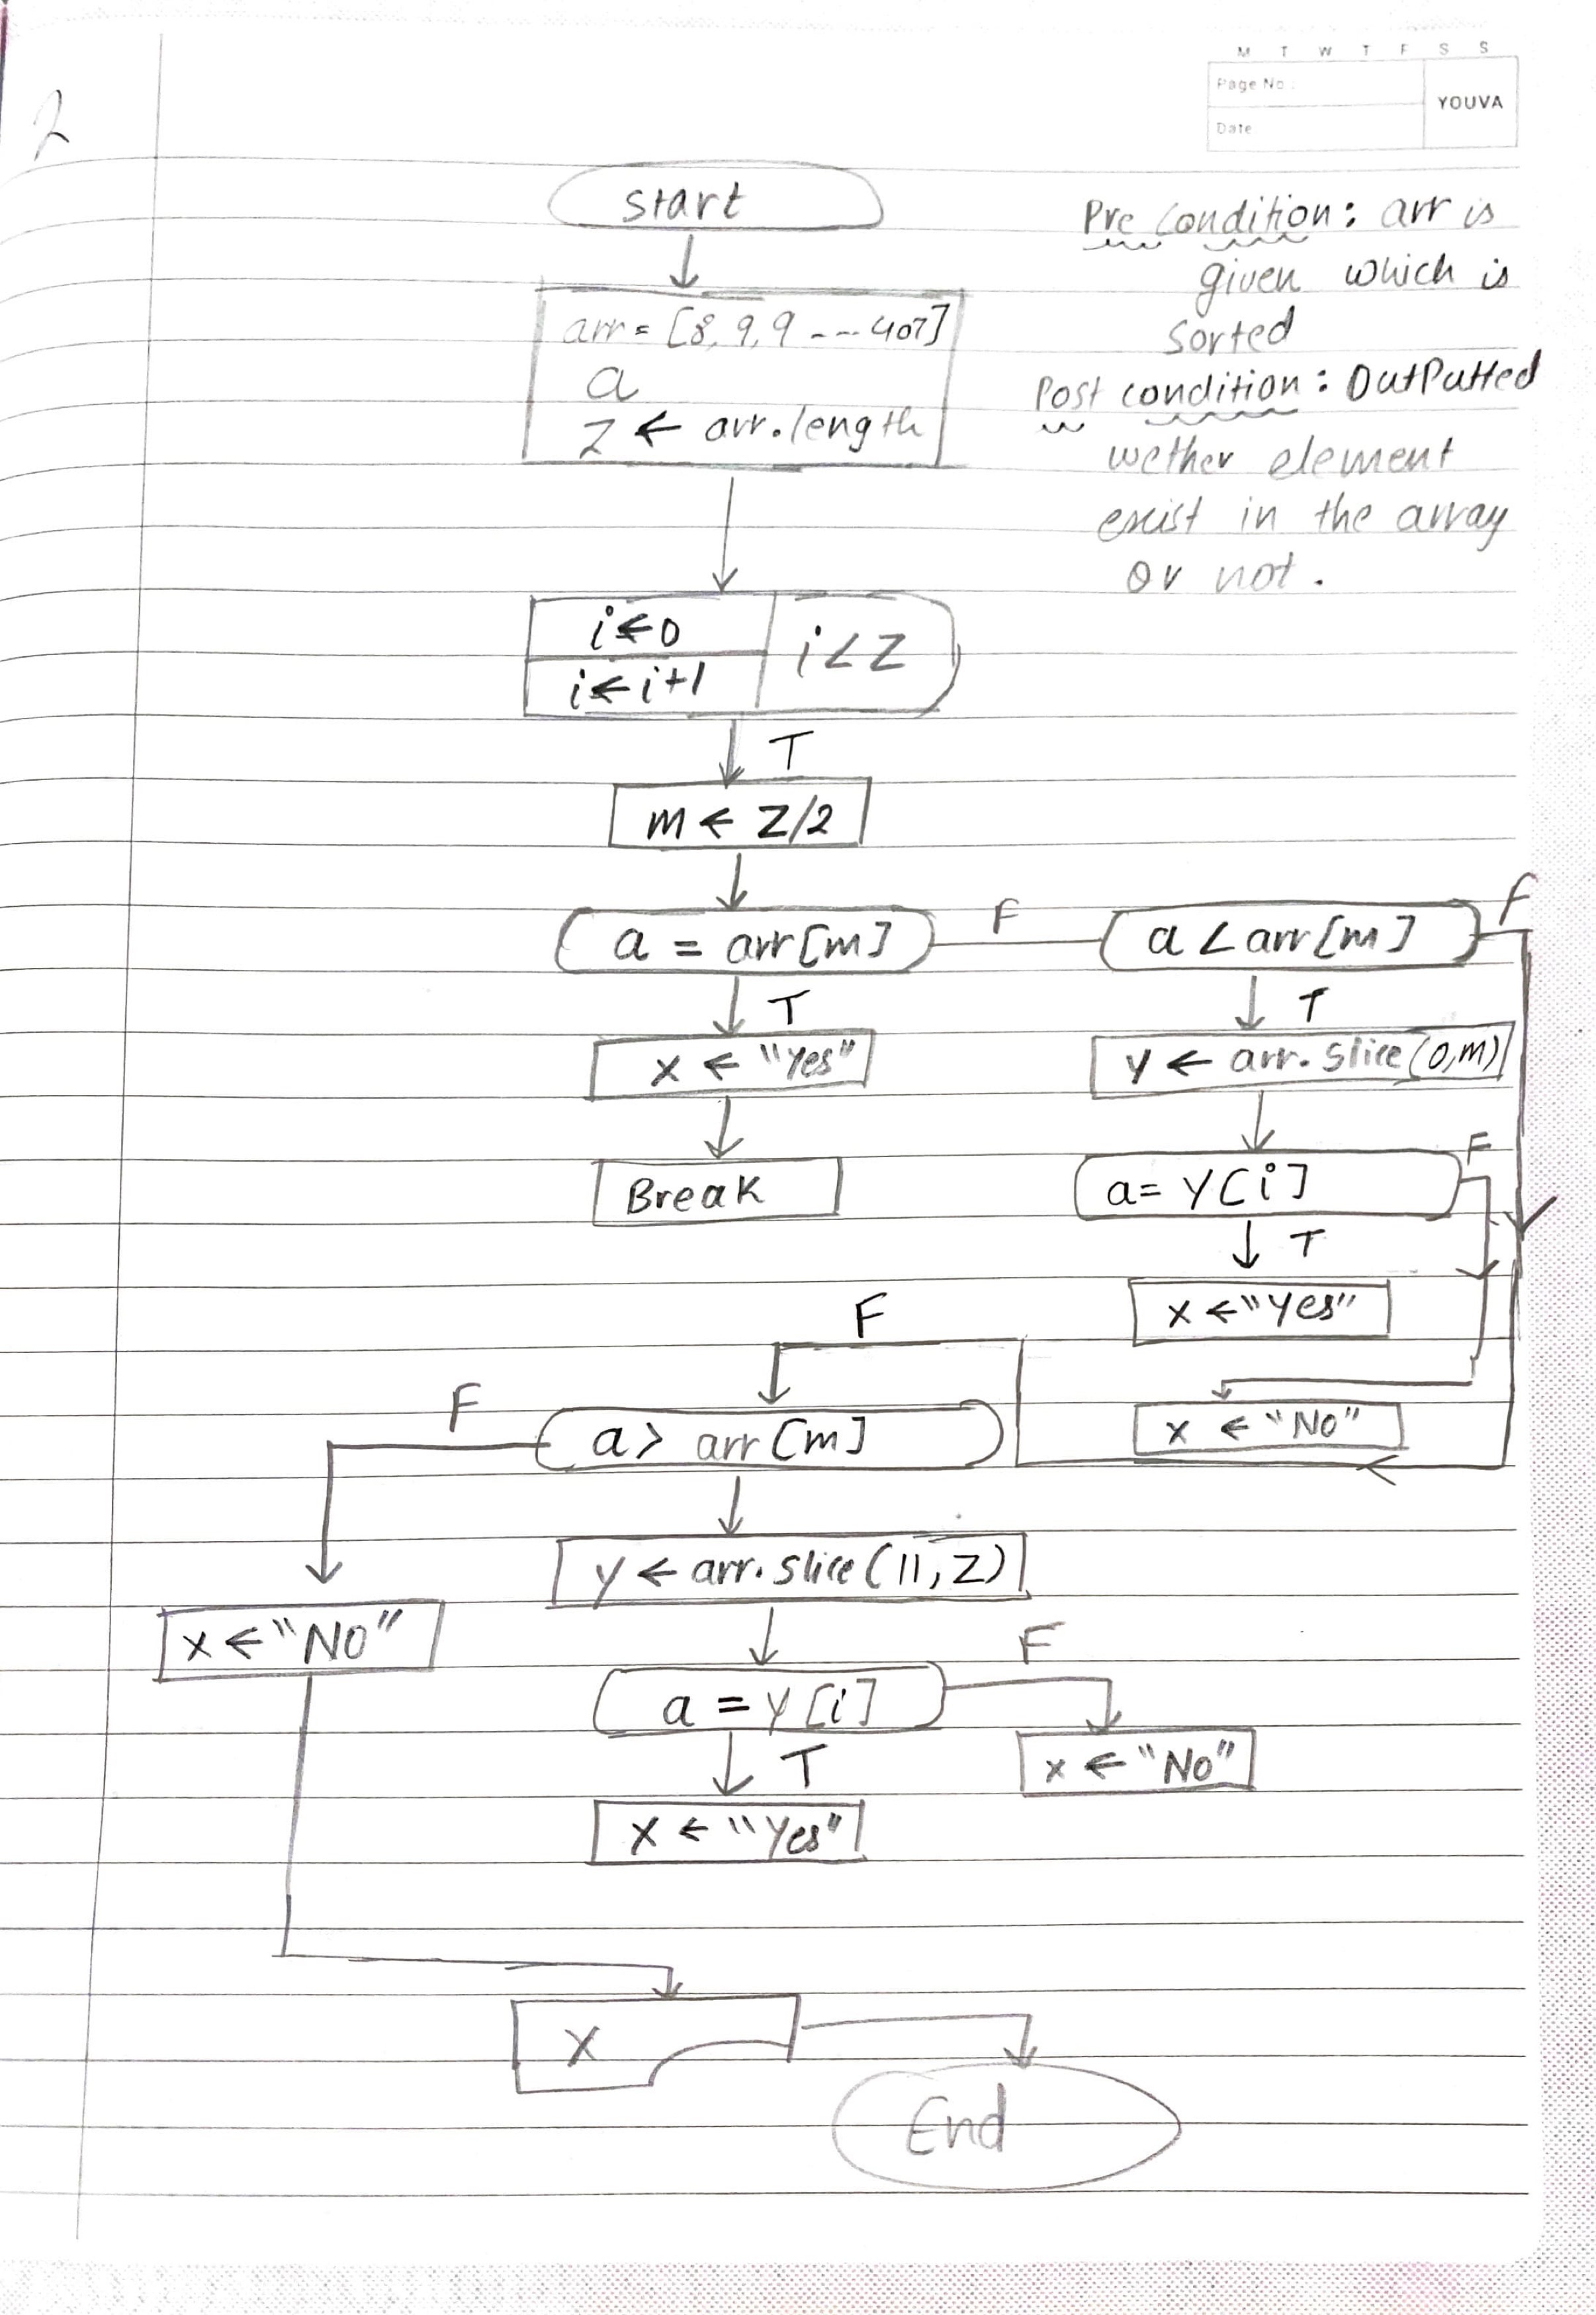 M T W T F S S
Page No.:
YOUVA
Date
2
start
Pre Condition: arr is
given which is
Sorted
Post condition: OutPutted
wether element
exist in the array
or not.
arr = [8, 9, 9 --- 407]
a
Z ← arr.length
i ← 0
i ← i+1
i < Z
T
m ← Z/2
a = arr[m]
F
a < arr[m]
F
T
T
x ← "Yes"
y ← arr.slice(0,m)
Break
a = Y[i]
F
T
x ← "Yes"
F
x ← "No"
F
a > arr[m]
y ← arr.slice(11, Z)
x ← "NO"
F
a = y[i]
T
x ← "No"
X ← "Yes"
X
End